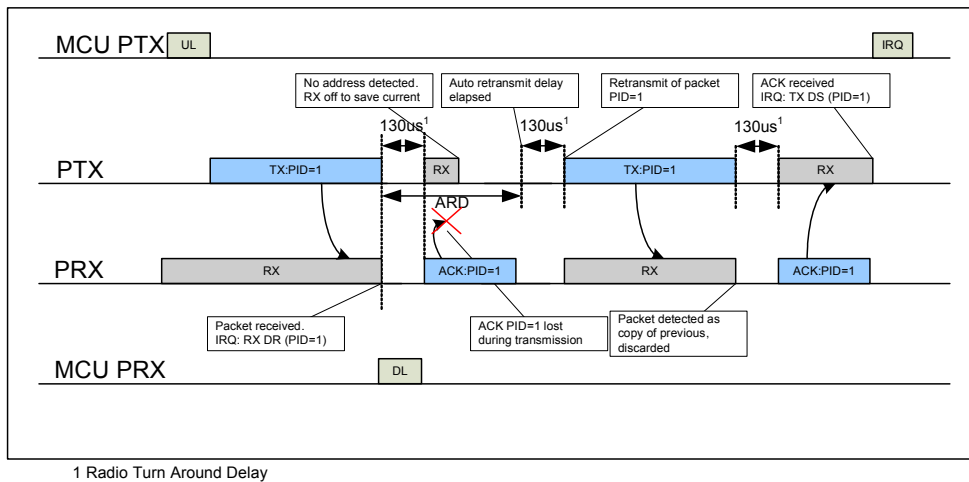 MCU PTX
UL
IRQ
No address detected.
RX off to save current
Auto retransmit delay
elapsed
Retransmit of packet
PID=1
ACK received
IRQ: TX DS (PID=1)
130us1
130us1
130us1
PTX
TX:PID=1
RX
TX:PID=1
RX
ARD
PRX
RX
ACK:PID=1
RX
ACK:PID=1
Packet received.
IRQ: RX DR (PID=1)
ACK PID=1 lost
during transmission
Packet detected as
copy of previous,
discarded
MCU PRX
DL
1 Radio Turn Around Delay